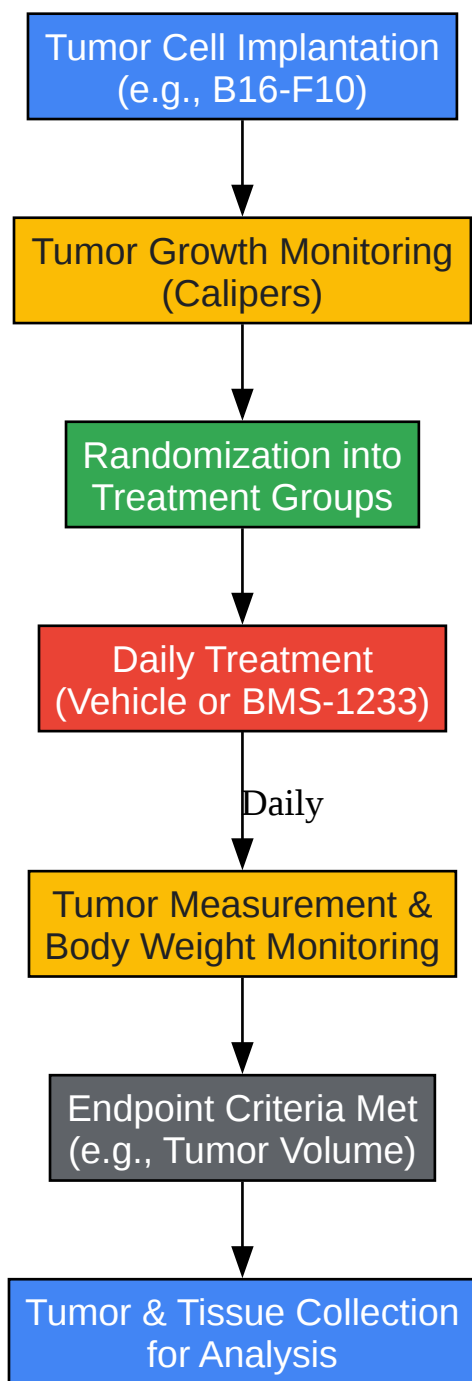 Tumor Cell Implantation
(e.g., B16-F10)
Tumor Growth Monitoring
(Calipers)
Randomization into
Treatment Groups
Daily Treatment
(Vehicle or BMS-1233)
Daily
Tumor Measurement &
Body Weight Monitoring
Endpoint Criteria Met
(e.g., Tumor Volume)
Tumor & Tissue Collection
for Analysis